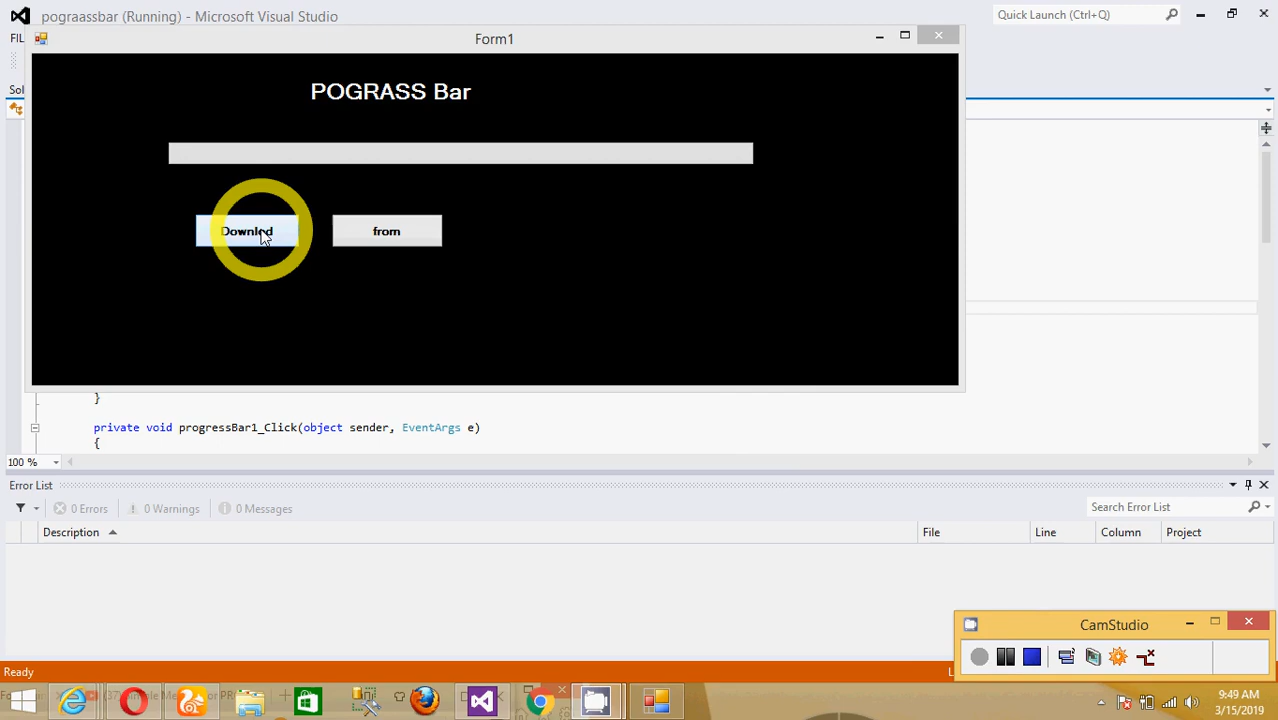 pograassbar (Running) - Microsoft Visual Studio
Quick Launch (Ctrl+Q)
FIL
Form1
Sol
POGRASS Bar
Downlod
from
}
private void progressBar1_Click(object sender, EventArgs e)
{
100 %
Error List
0 Errors
0 Warnings
0 Messages
Search Error List
Description
File
Line
Column
Project
CamStudio
Ready
L
9:49 AM
3/15/2019